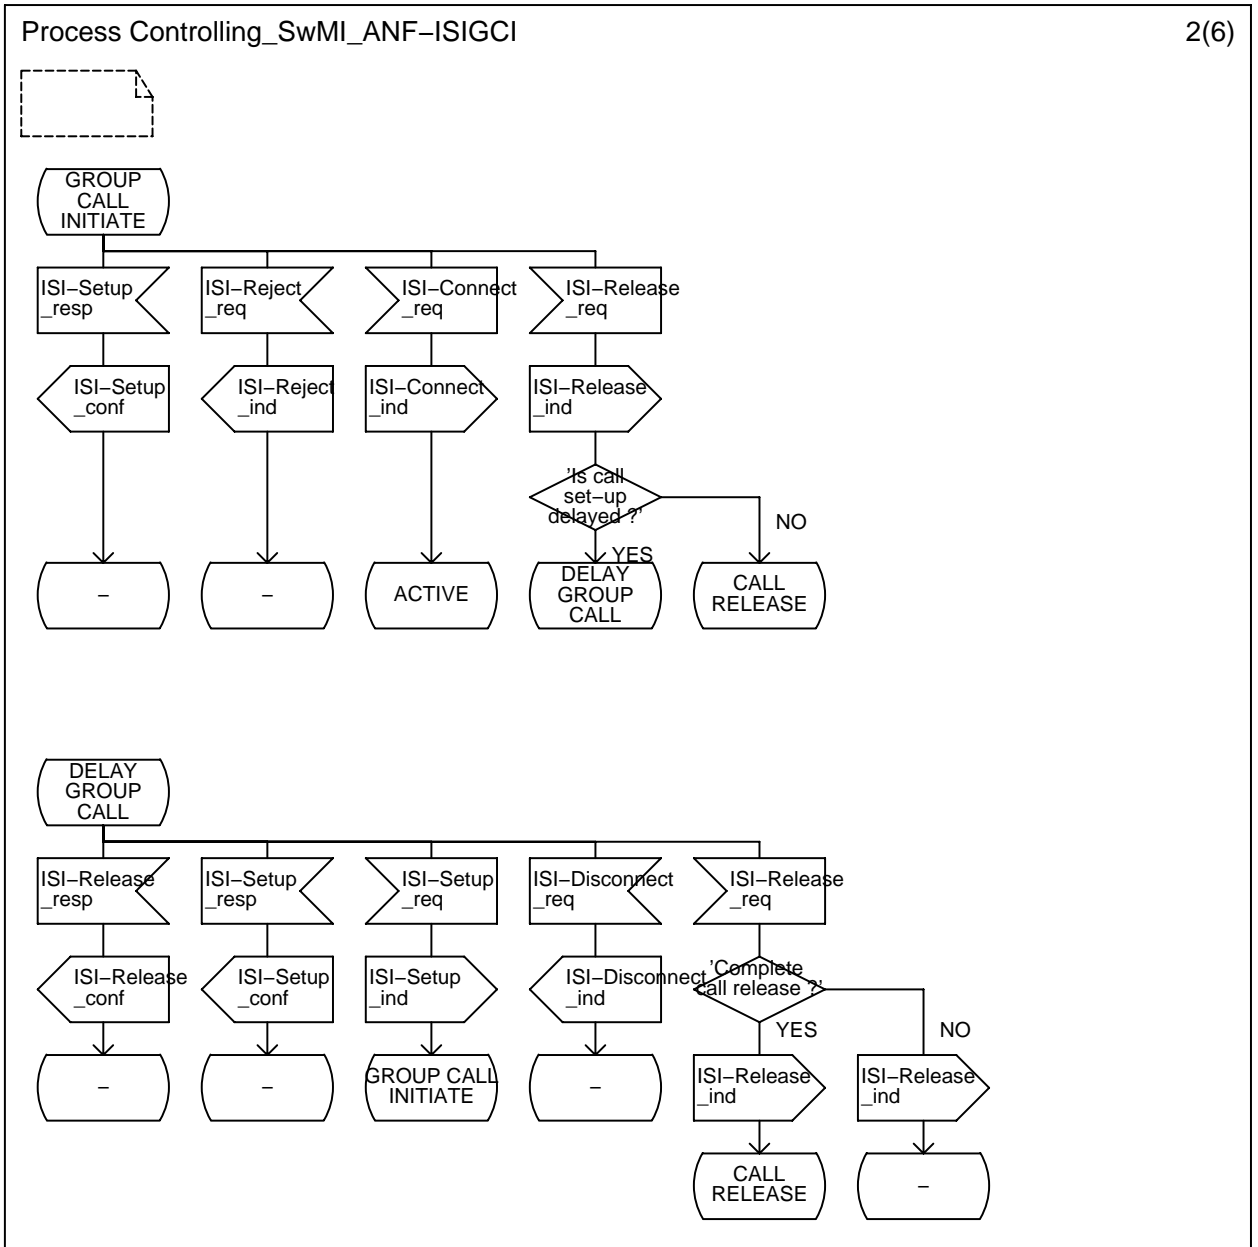 Process Controlling_SwMI_ANF−ISIGCI
2(6)
GROUP
CALL
INITIATE
ISI−Setup
_resp
ISI−Reject
_req
ISI−Connect
_req
ISI−Release
_req
ISI−Setup
_conf
ISI−Reject
_ind
ISI−Connect
_ind
ISI−Release
_ind
'Is call
set−up
delayed ?'
NO
YES
−
−
ACTIVE
DELAY
GROUP
CALL
CALL
RELEASE
DELAY
GROUP
CALL
ISI−Release
_resp
ISI−Setup
_resp
ISI−Setup
_req
ISI−Disconnect
_req
ISI−Release
_req
ISI−Release
_conf
ISI−Setup
_conf
ISI−Setup
_ind
ISI−Disconnect
_ind
'Complete
call release ?'
YES
NO
−
−
GROUP CALL
INITIATE
−
ISI−Release
_ind
ISI−Release
_ind
CALL
RELEASE
−